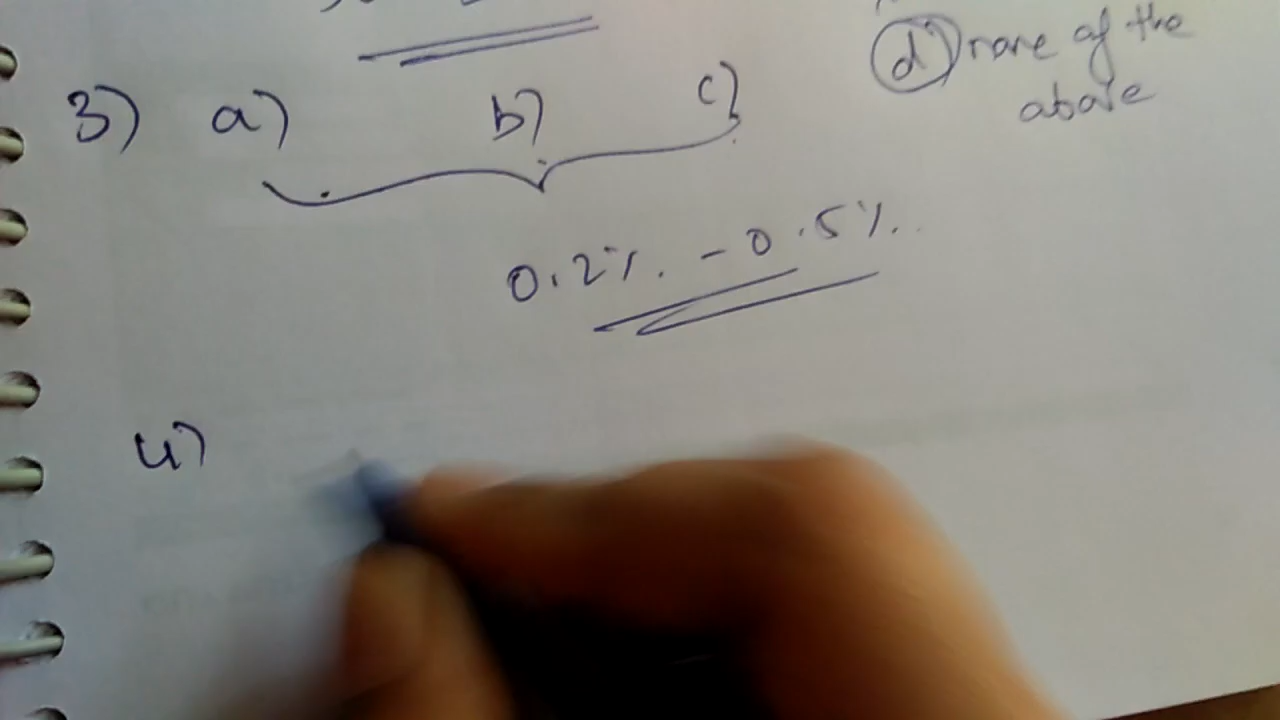 3) a) b) c) (d) none of the
above
0.2%. - 0.5%.
4)